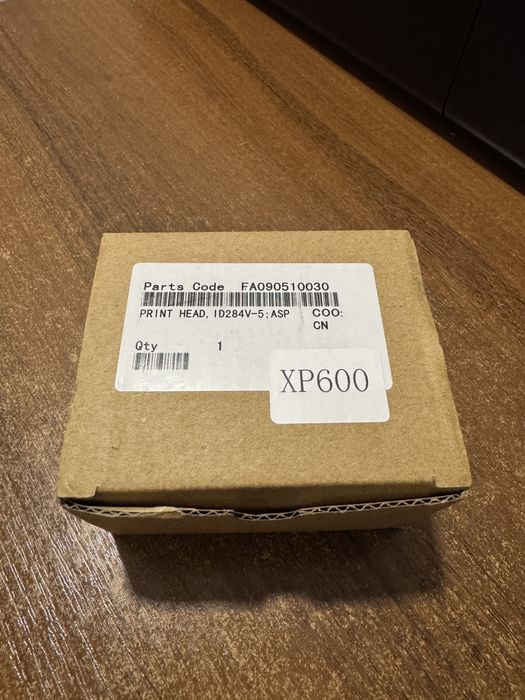 Parts Code FA090510030
PRINT HEAD,ID284V-5;ASP COO:
CN
Qty 1
XP600